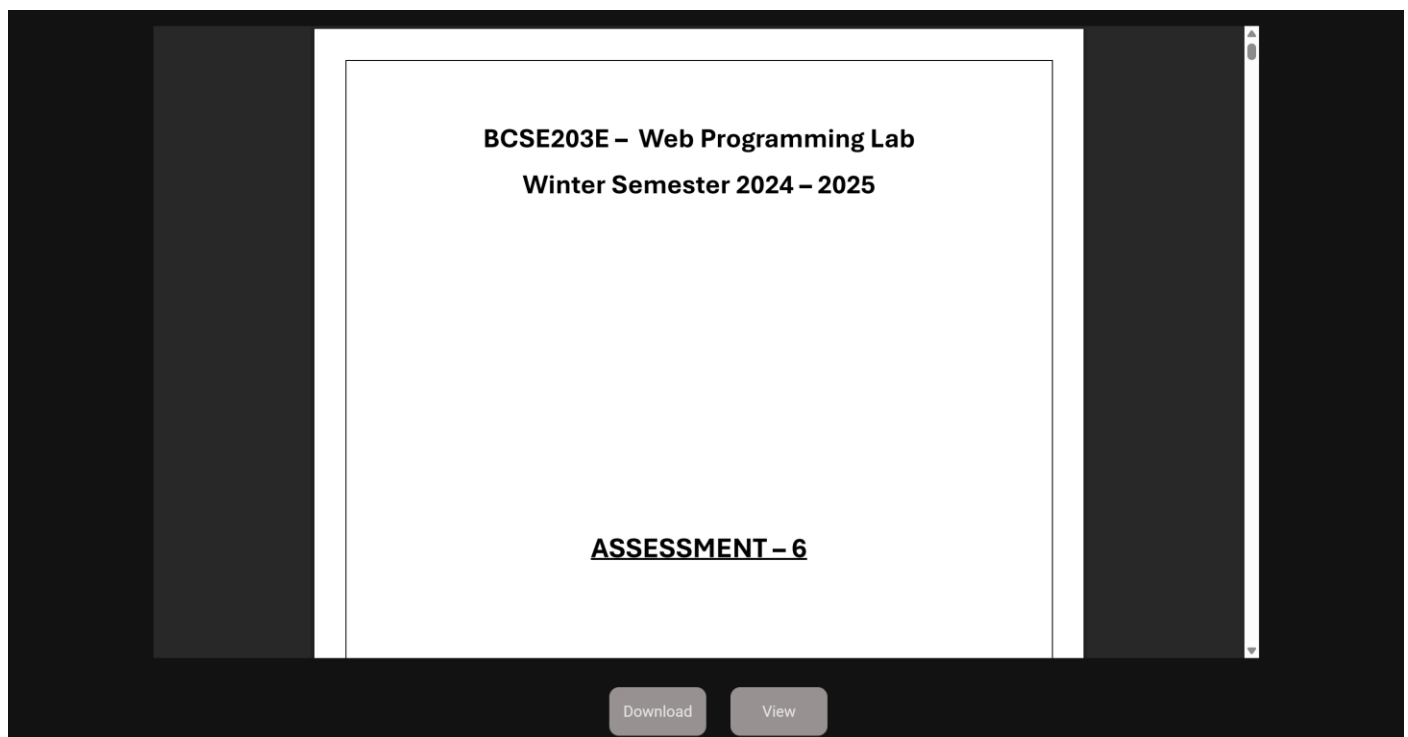 BCSE203E – Web Programming Lab
Winter Semester 2024 – 2025
ASSESSMENT – 6
Download
View